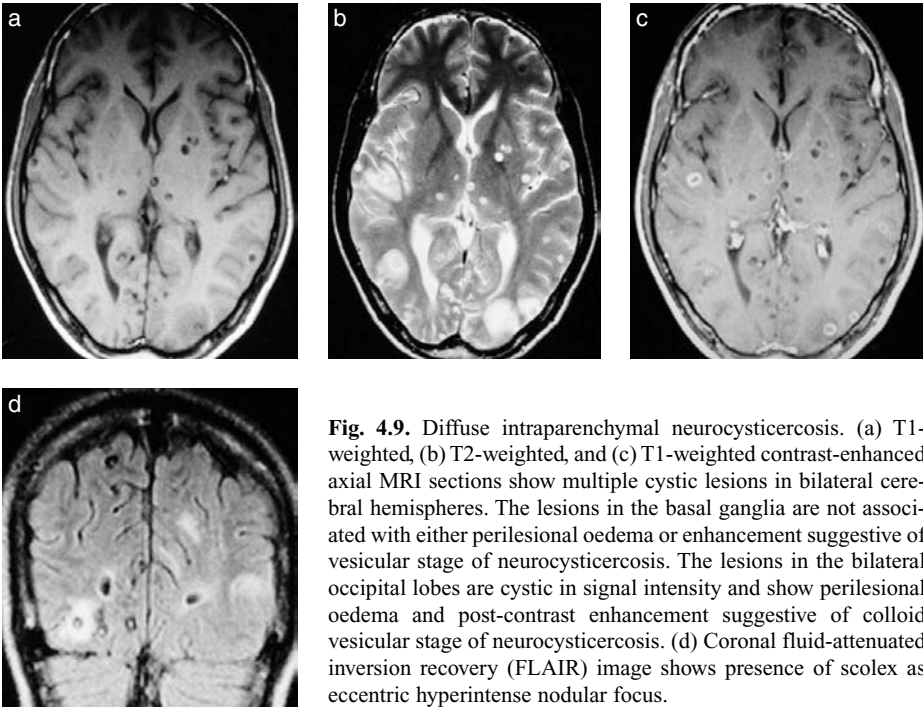 a
b
c
d
Fig. 4.9. Diffuse intraparenchymal neurocysticercosis. (a) T1-
weighted, (b) T2-weighted, and (c) T1-weighted contrast-enhanced
axial MRI sections show multiple cystic lesions in bilateral cere-
bral hemispheres. The lesions in the basal ganglia are not associ-
ated with either perilesional oedema or enhancement suggestive of
vesicular stage of neurocysticercosis. The lesions in the bilateral
occipital lobes are cystic in signal intensity and show perilesional
oedema and post-contrast enhancement suggestive of colloid
vesicular stage of neurocysticercosis. (d) Coronal fluid-attenuated
inversion recovery (FLAIR) image shows presence of scolex as
eccentric hyperintense nodular focus.